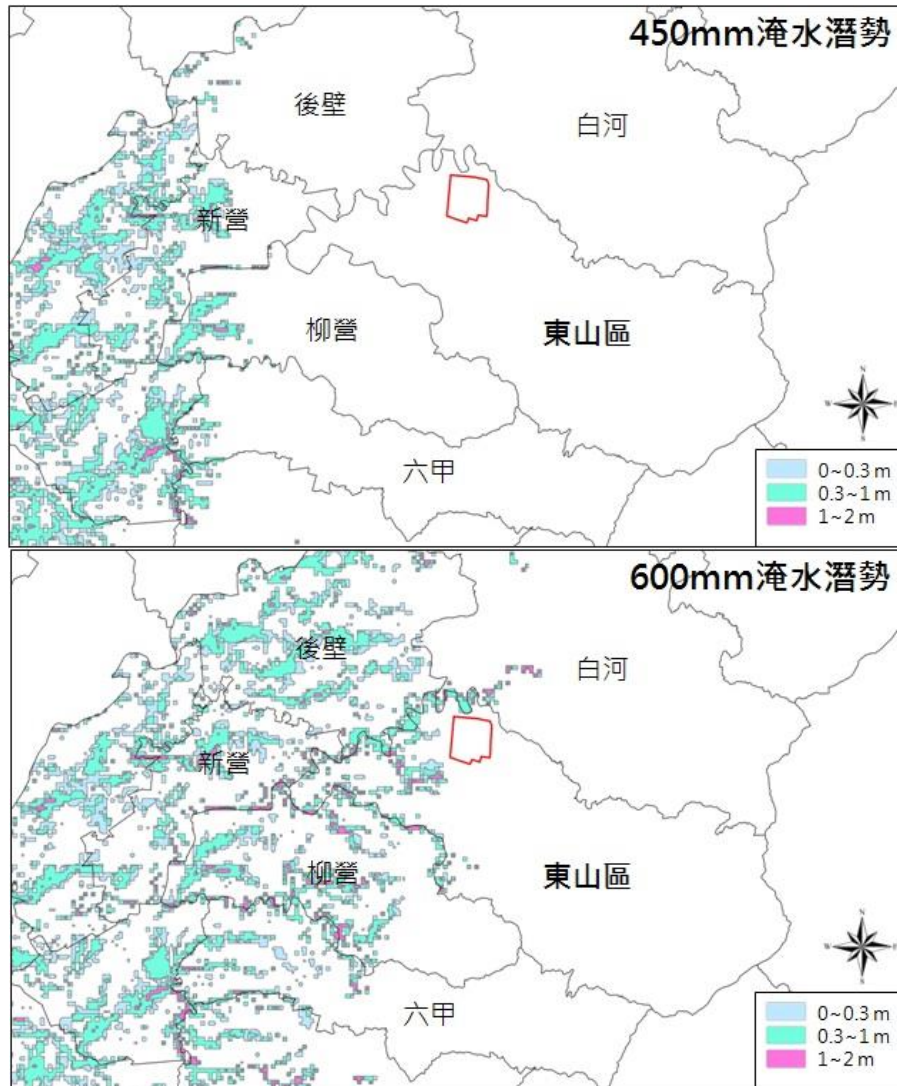 450mm淹水潛勢
後壁
白河
新營
柳營
東山區
六甲
N
W
E
S
0~0.3 m
0.3~1 m
1~2 m
600mm淹水潛勢
後壁
白河
新營
柳營
東山區
六甲
N
W
E
S
0~0.3 m
0.3~1 m
1~2 m